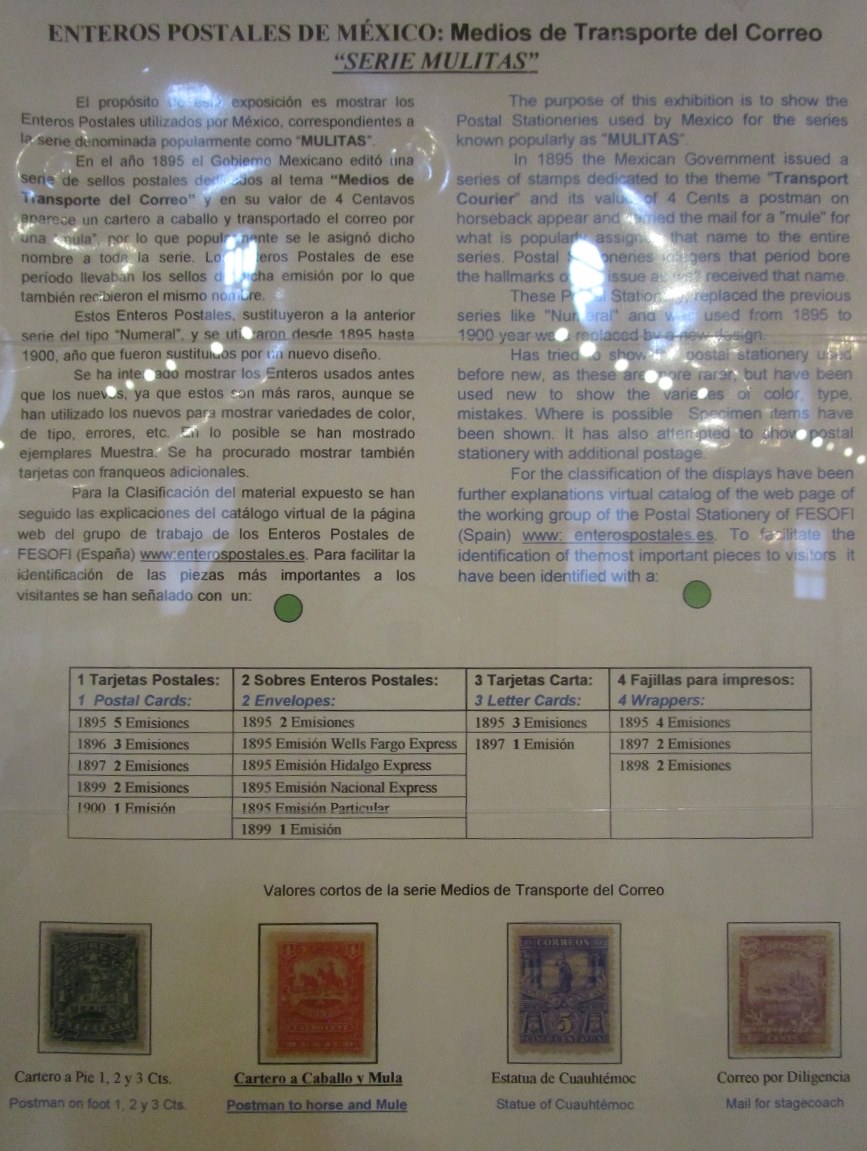 ENTEROS POSTALES DE MÉXICO: Medios de Transporte del Correo
“SERIE MULITAS”
El propósito de esta exposición es mostrar los
Enteros Postales utilizados por México, correspondientes a
la serie denominada popularmente como “MULITAS”.
En el año 1895 el Gobierno Mexicano editó una
serie de sellos postales dedicados al tema “Medios de
Transporte del Correo” y en su valor de 4 Centavos
aparece un cartero a caballo y transportado el correo por
una “mula”, por lo que popularmente se le asignó dicho
nombre a toda la serie. Los Enteros Postales de ese
período llevaban los sellos de dicha emisión por lo que
también recibieron el mismo nombre.
Estos Enteros Postales, sustituyeron a la anterior
serie del tipo “Numeral”, y se utilizaron desde 1895 hasta
1900, año que fueron sustituidos por un nuevo diseño.
Se ha intentado mostrar los Enteros usados antes
que los nuevos, ya que estos son más raros, aunque se
han utilizado los nuevos para mostrar variedades de color,
de tipo, errores, etc. En lo posible se han mostrado
ejemplares Muestra. Se ha procurado mostrar también
tarjetas con franqueos adicionales.
Para la Clasificación del material expuesto se han
seguido las explicaciones del catálogo virtual de la página
web del grupo de trabajo de los Enteros Postales de
FESOFI (España) www:enterospostales.es. Para facilitar la
identificación de las piezas más importantes a los
visitantes se han señalado con un:
The purpose of this exhibition is to show the
Postal Stationeries used by Mexico for the series
known popularly as "MULITAS".
In 1895 the Mexican Government issued a
series of stamps dedicated to the theme "Transport
Courier" and its value of 4 Cents a postman on
horseback appear and carried the mail for a "mule" for
what is popularly assigned that name to the entire
series. Postal Stationeries that period bore
the hallmarks of issue as well received that name.
These Postal Stationery replaced the previous
series like "Numeral" and was used from 1895 to
1900 year were replaced by a new design.
Has tried to show the postal stationery used
before new, as these are more rarer, but have been
used new to show the varieties of color, type,
mistakes. Where is possible Specimen items have
been shown. It has also attempted to show postal
stationery with additional postage.
For the classification of the displays have been
further explanations virtual catalog of the web page of
the working group of the Postal Stationery of FESOFI
(Spain) www: enterospostales.es. To facilitate the
identification of themost important pieces to visitors it
have been identified with a:
1 Tarjetas Postales: 2 Sobres Enteros Postales: 3 Tarjetas Carta: 4 Fajillas para impresos:
1 Postal Cards: 2 Envelopes: 3 Letter Cards: 4 Wrappers:
1895 5 Emisiones 1895 2 Emisiones 1895 3 Emisiones 1895 4 Emisiones
1896 3 Emisiones 1895 Emisión Wells Fargo Express 1897 1 Emisión 1897 2 Emisiones
1897 2 Emisiones 1895 Emisión Hidalgo Express 1898 2 Emisiones
1899 2 Emisiones 1895 Emisión Nacional Express
1900 1 Emisión 1895 Emisión Particular
1899 1 Emisión
Valores cortos de la serie Medios de Transporte del Correo
CORREOS
5
Cartero a Pie 1, 2 y 3 Cts. Cartero a Caballo y Mula Estatua de Cuauhtémoc Correo por Diligencia
Postman on foot 1, 2 y 3 Cts. Postman to horse and Mule Statue of Cuauhtémoc Mail for stagecoach